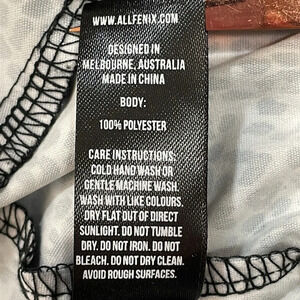 WWW.ALLFENIX.COM
DESIGNED IN
MELBOURNE, AUSTRALIA
MADE IN CHINA
BODY:
100% POLYESTER
CARE INSTRUCTIONS:
COLD HAND WASH OR
GENTLE MACHINE WASH.
WASH WITH LIKE COLOURS.
DRY FLAT OUT OF DIRECT
SUNLIGHT. DO NOT TUMBLE
DRY. DO NOT IRON. DO NOT
BLEACH. DO NOT DRY CLEAN.
AVOID ROUGH SURFACES.